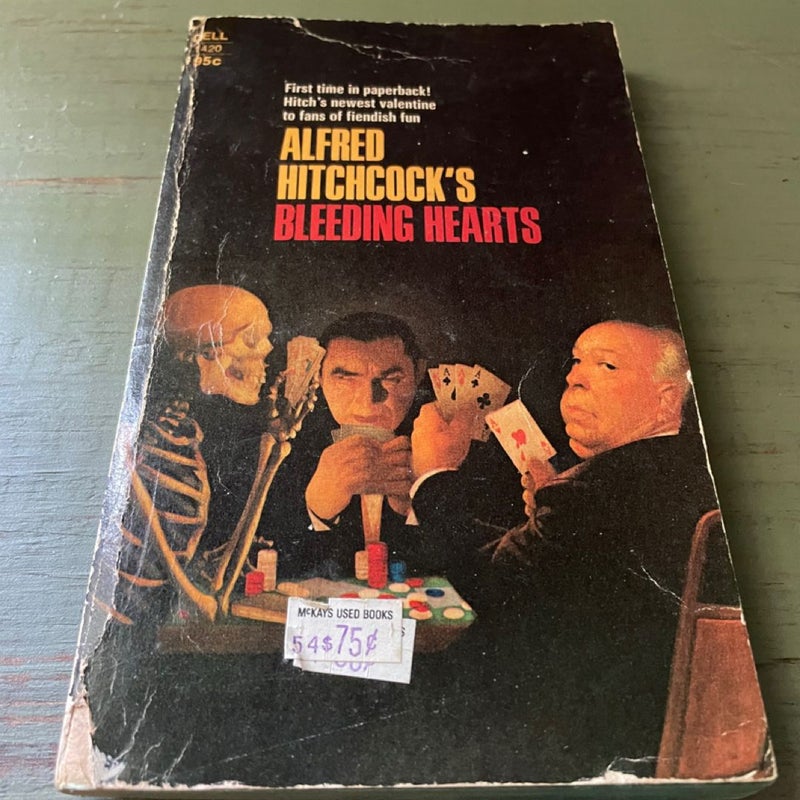 DELL
1420
95c
First time in paperback!
Hitch's newest valentine
to fans of fiendish fun
ALFRED
HITCHCOCK'S
BLEEDING HEARTS
McKAYS USED BOOKS
54$75¢